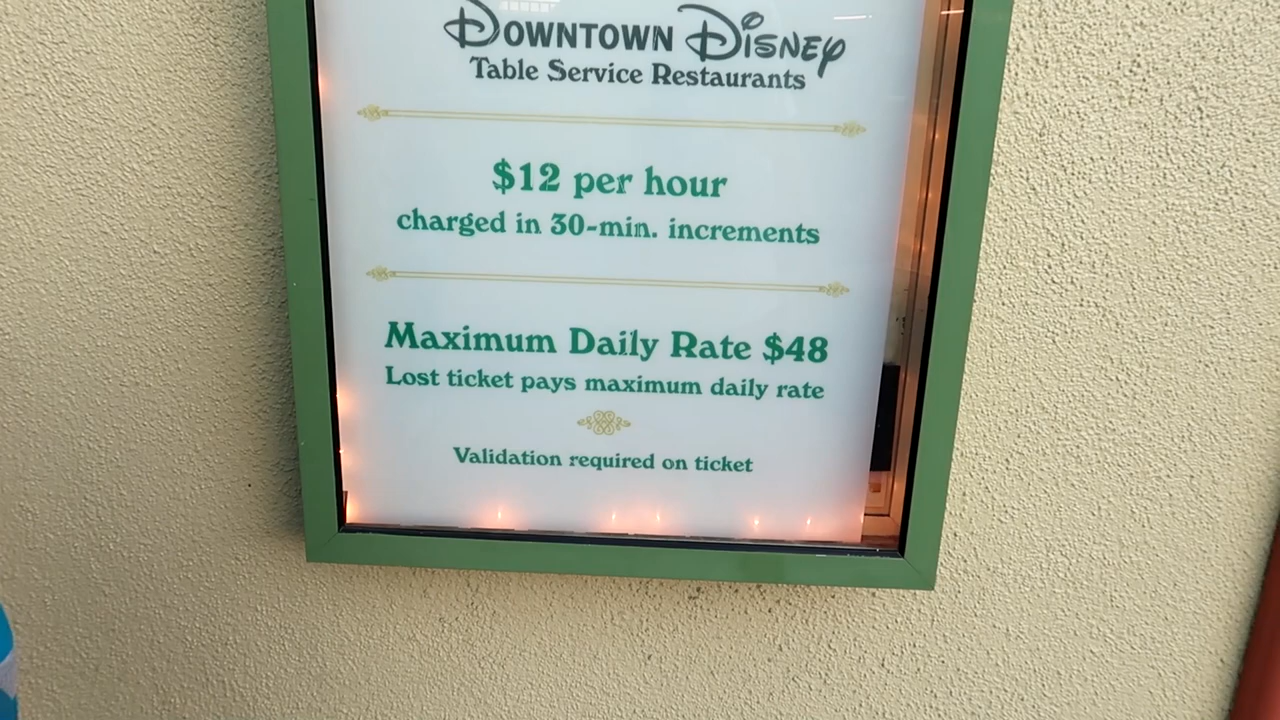 DOWNTOWN DISNEY
Table Service Restaurants
$12 per hour
charged in 30-min. increments
Maximum Daily Rate $48
Lost ticket pays maximum daily rate
Validation required on ticket